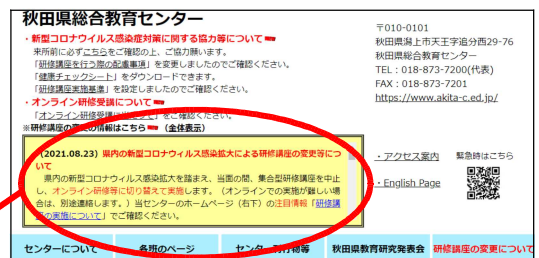 秋田県総合教育センター
・新型コロナウイルス感染症対策に関する協力等について
来所前に必ずこちらをご確認の上、ご協力願います。
「研修講座を行う際の配慮事項」を変更しましたのでご確認ください。
「健康チェックシート」をダウンロードできます。
「研修講座実施基準」を設定しましたのでご確認ください。
・オンライン研修受講について
「オンライン研修受講について」をご確認ください。
※研修講座の変更の情報はこちら （全体表示）
(2021.08.23) 県内の新型コロナウィルス感染拡大による研修講座の変更等につ
いて
県内の新型コロナウィルス感染拡大を踏まえ、当面の間、集合型研修講座を中止
し、オンライン研修等に切り替えて実施します。（オンラインでの実施が難しい場
合は、別途連絡します。）当センターのホームページ（右下）の注目情報「研修講
座の実施について」でご確認ください。
〒010-0101
秋田県潟上市天王字追分西29-76
秋田県総合教育センター
TEL：018-873-7200(代表)
FAX：018-873-7201
https://www.akita-c.ed.jp/
・アクセス案内 緊急時はこちら
・English Page
センターについて 各班のページ センター刊行物等 秋田県教育研究発表会 研修講座の変更について